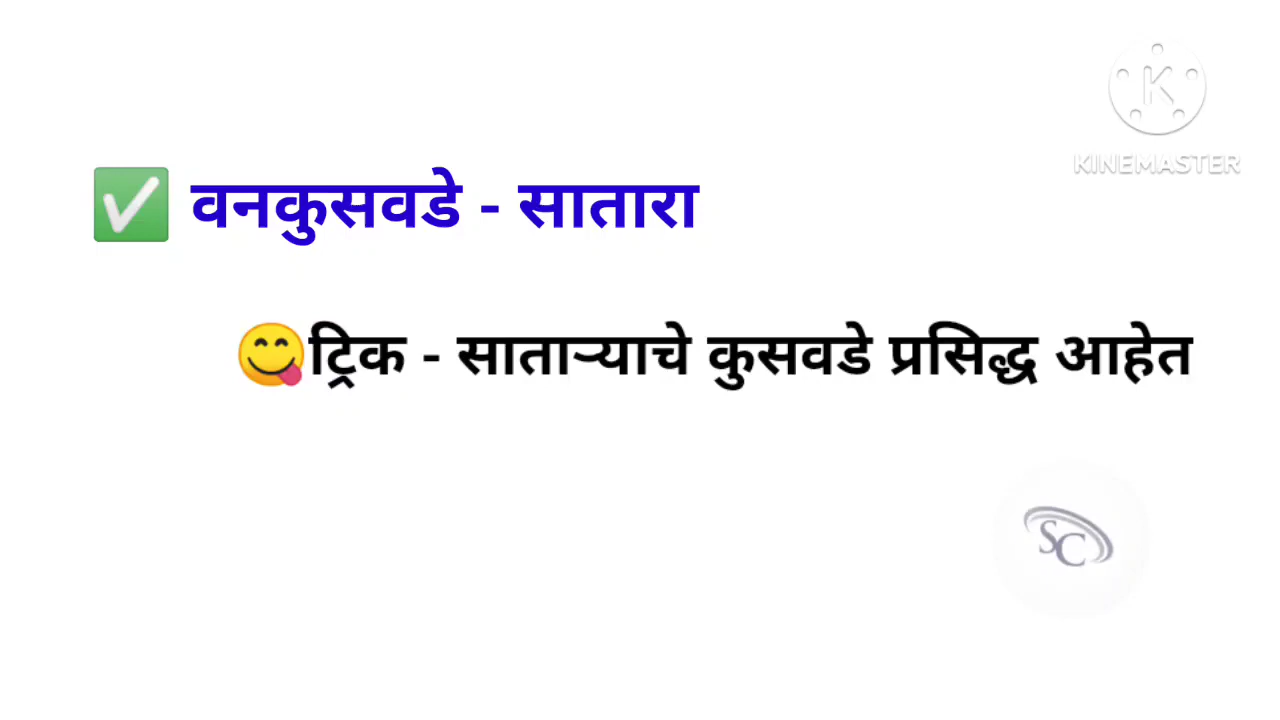 KINEMASTER
✅ वनकुसवडे - सातारा
😋ट्रिक - साताऱ्याचे कुसवडे प्रसिद्ध आहेत
SC